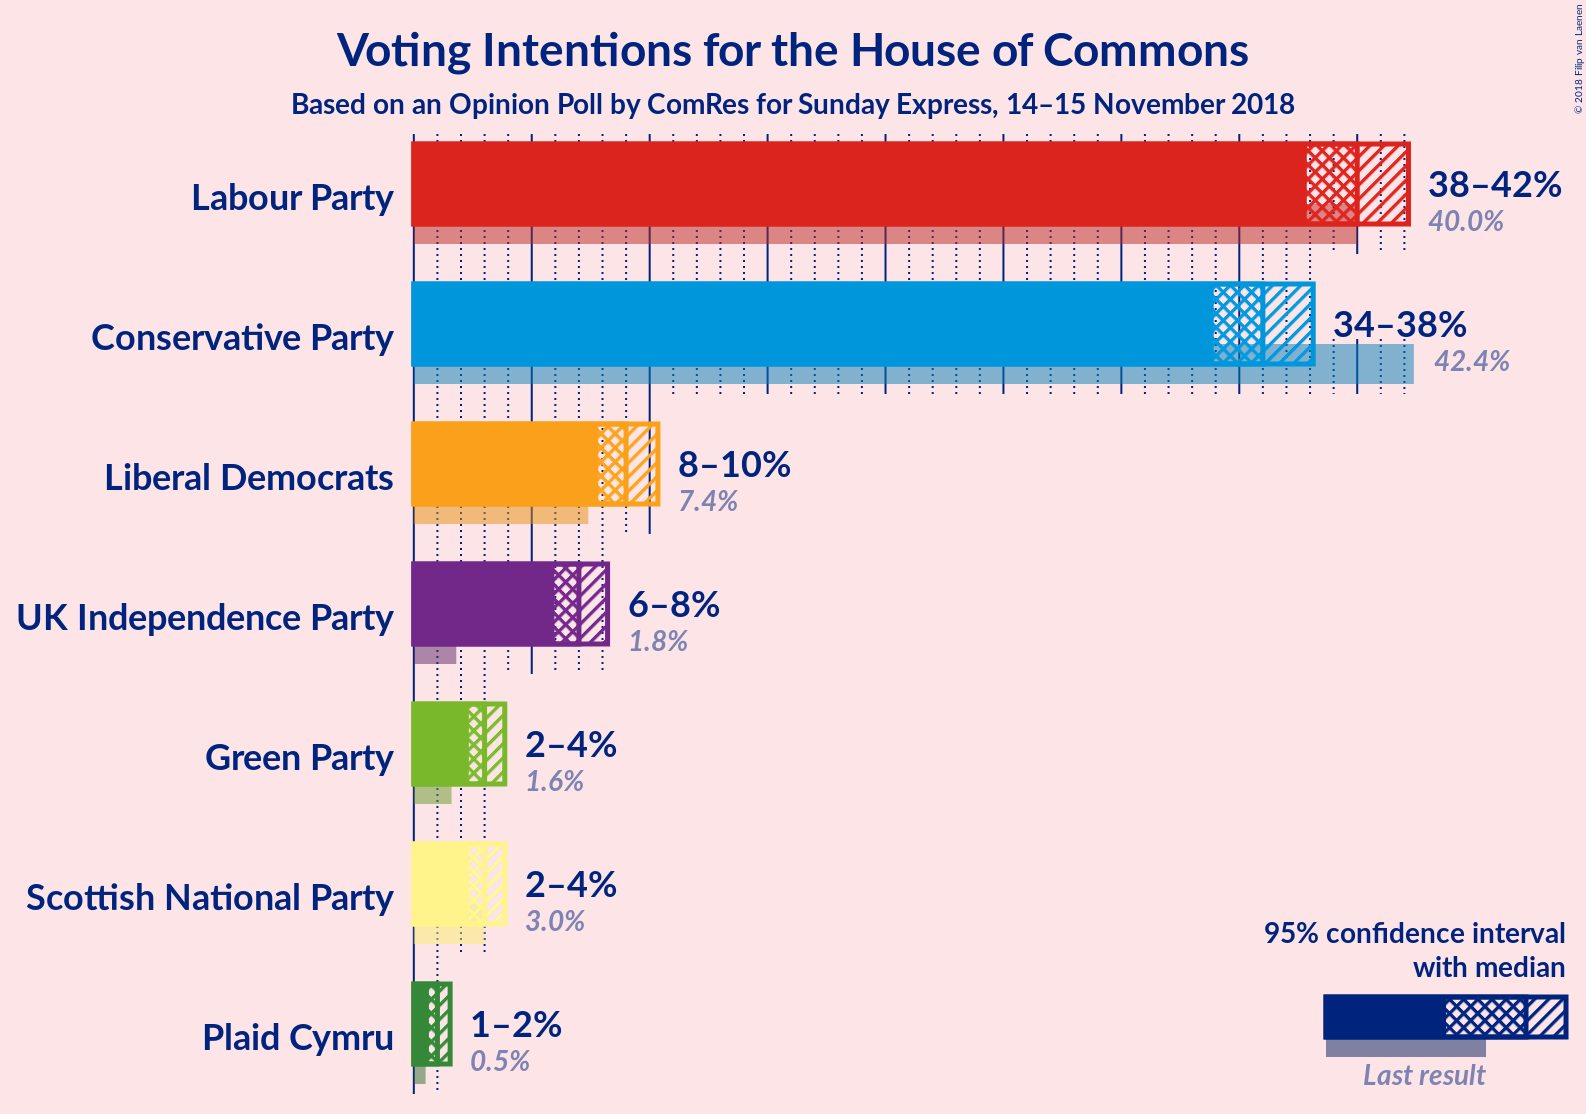 Voting Intentions for the House of Commons
Based on an Opinion Poll by ComRes for Sunday Express, 14–15 November 2018
© 2018 Filip van Laenen
Labour Party
38–42%
40.0%
Conservative Party
34–38%
42.4%
Liberal Democrats
8–10%
7.4%
UK Independence Party
6–8%
1.8%
Green Party
2–4%
1.6%
Scottish National Party
2–4%
3.0%
Plaid Cymru
1–2%
0.5%
95% confidence interval
with median
Last result